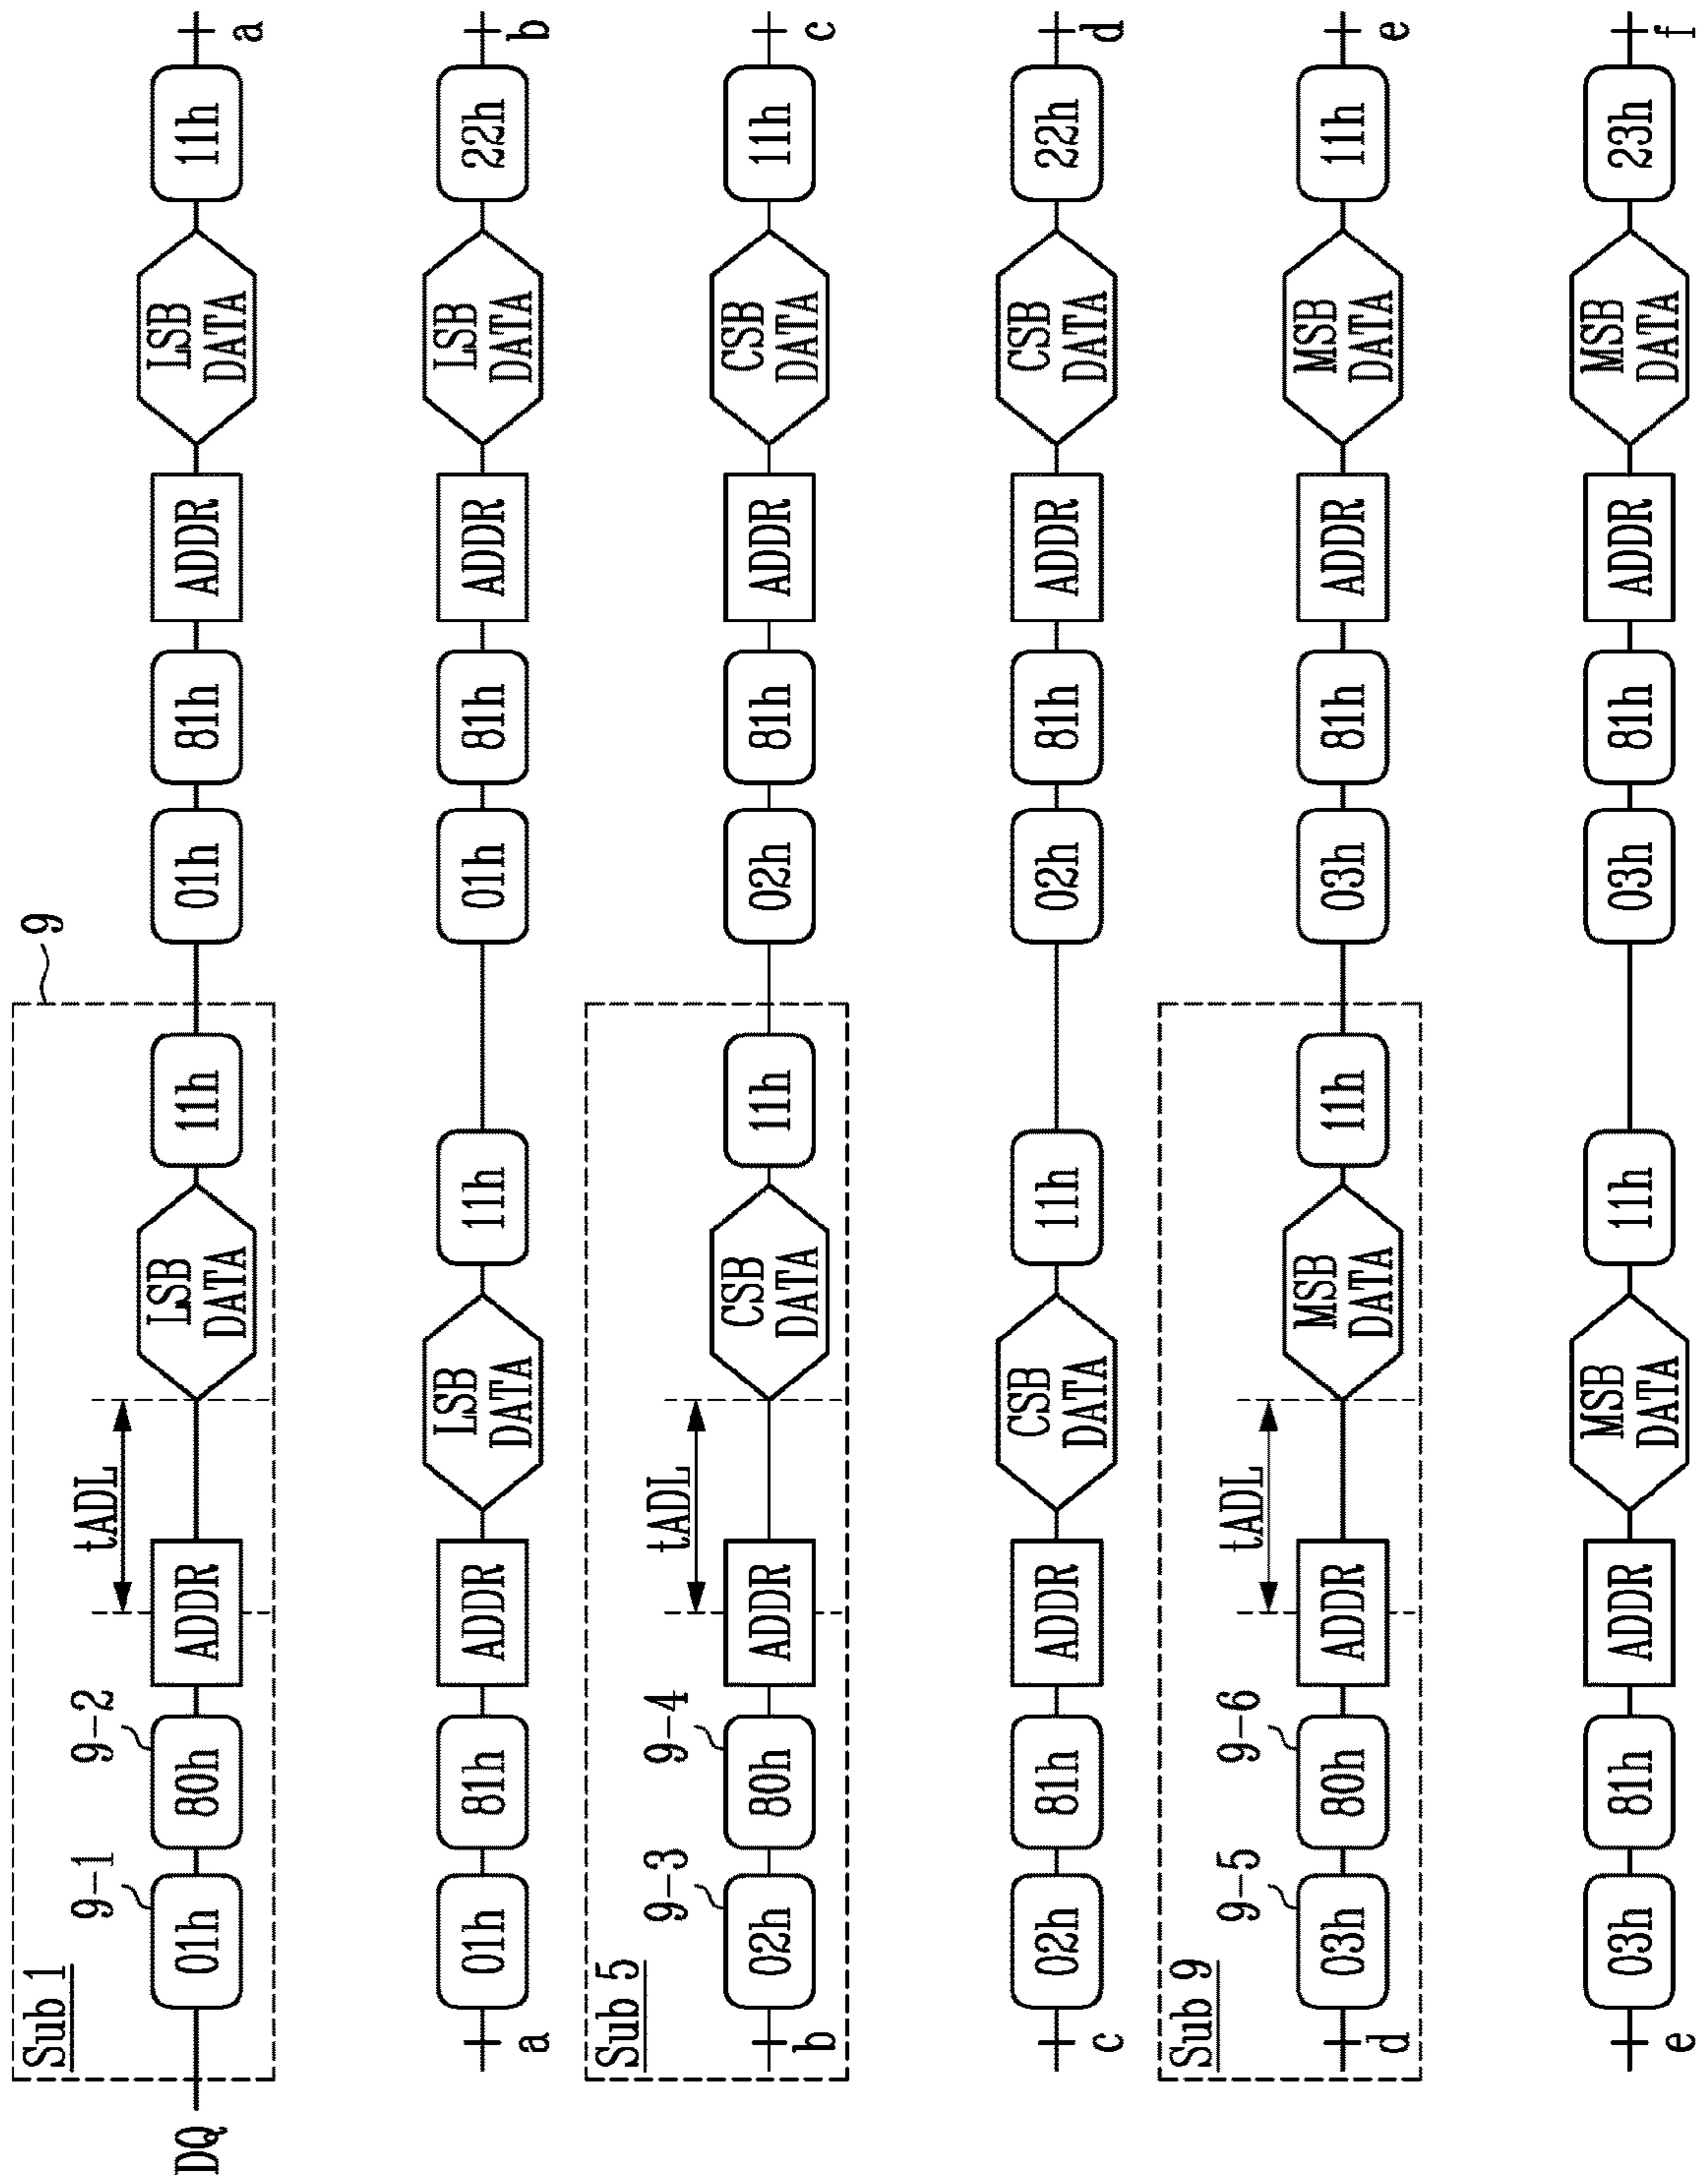 9
Sub 1
9-1
9-2
tADL
DQ
01h
80h
ADDR
LSB
DATA
11h
01h
81h
ADDR
LSB
DATA
11h
a
a
01h
81h
ADDR
LSB
DATA
11h
01h
81h
ADDR
LSB
DATA
22h
b
Sub 5
9-3
9-4
tADL
b
02h
80h
ADDR
CSB
DATA
11h
02h
81h
ADDR
CSB
DATA
11h
c
c
02h
81h
ADDR
CSB
DATA
11h
02h
81h
ADDR
CSB
DATA
22h
d
Sub 9
9-5
9-6
tADL
d
03h
80h
ADDR
MSB
DATA
11h
03h
81h
ADDR
MSB
DATA
11h
e
e
03h
81h
ADDR
MSB
DATA
11h
03h
81h
ADDR
MSB
DATA
23h
f